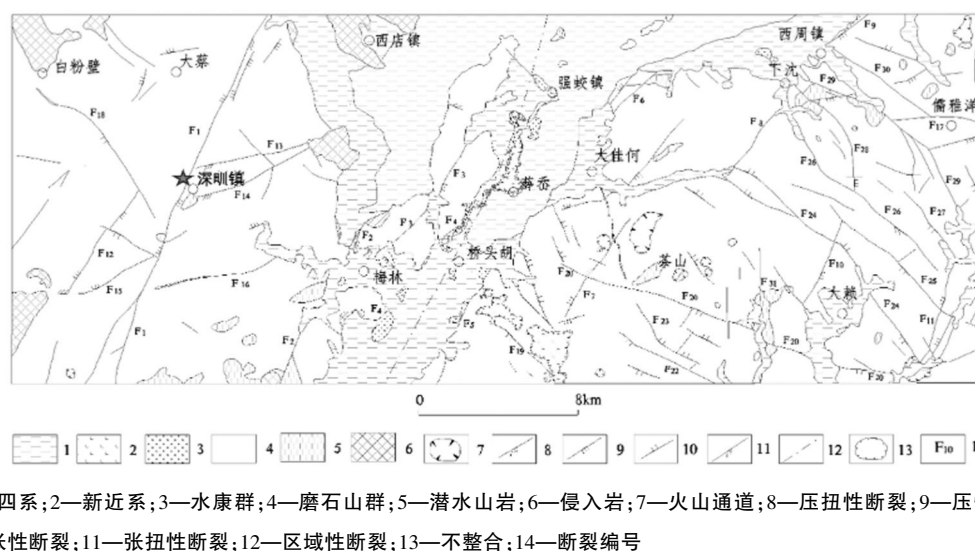 西店镇
西周镇
F9
白粉壁
大蔡
下沈
F30
强蛟镇
F29
F6
儒雅洋
F18
F17
F1
F8
F13
大佳何
F28
F26
F3
深甽镇
薛岙
F29
F14
F2
F3
F4
F24
F26
F27
F12
桥头胡
茶山
F10
F20
F25
梅林
F16
F31
大赖
F15
F7
F20
F24
F4
F11
F5
F23
F1
F2
F20
F19
F22
F20
0 8km
1 2 3 4 5 6 7 8 9 10 11 12 13 F10
四系;2—新近系;3—水康群;4—磨石山群;5—潜水山岩;6—侵入岩;7—火山通道;8—压扭性断裂;9—压
性断裂;11—张扭性断裂;12—区域性断裂;13—不整合;14—断裂编号